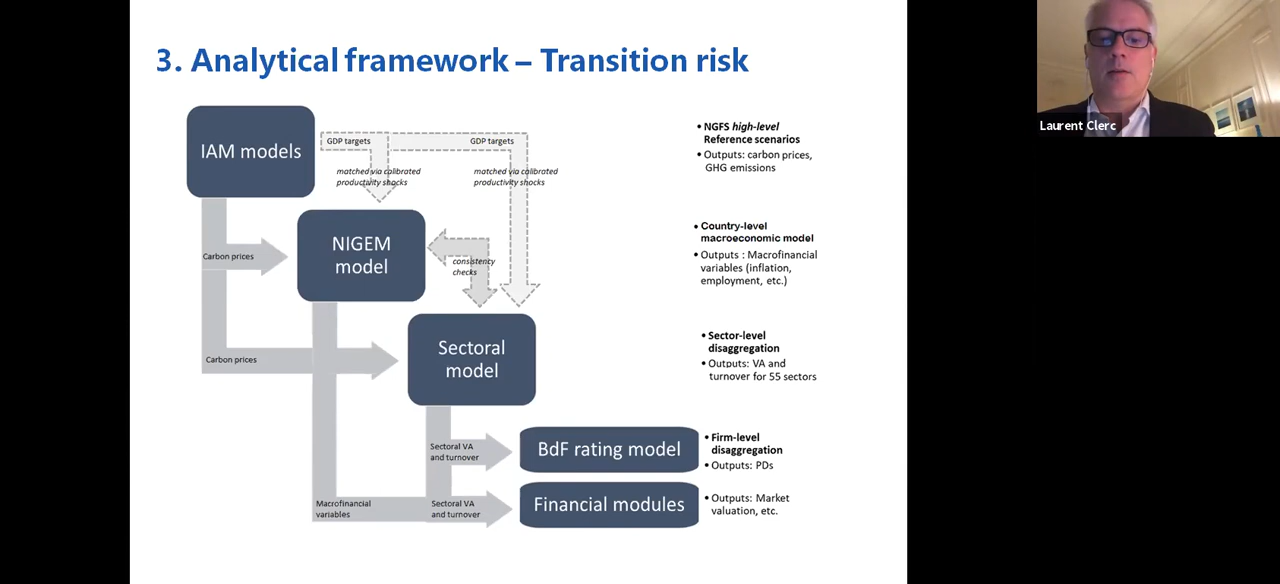 3. Analytical framework – Transition risk
Laurent Clerc
IAM models
GDP targets
GDP targets
matched via calibrated
productivity shocks
matched via calibrated
productivity shocks
• NGFS high-level
Reference scenarios
• Outputs: carbon prices,
GHG emissions
Carbon prices
NIGEM
model
consistency
checks
• Country-level
macroeconomic model
• Outputs : Macrofinancial
variables (inflation,
employment, etc.)
Carbon prices
Sectoral
model
• Sector-level
disaggregation
• Outputs: VA and
turnover for 55 sectors
Sectoral VA
and turnover
BdF rating model
• Firm-level
disaggregation
• Outputs: PDs
Macrofinancial
variables
Sectoral VA
and turnover
Financial modules
• Outputs: Market
valuation, etc.